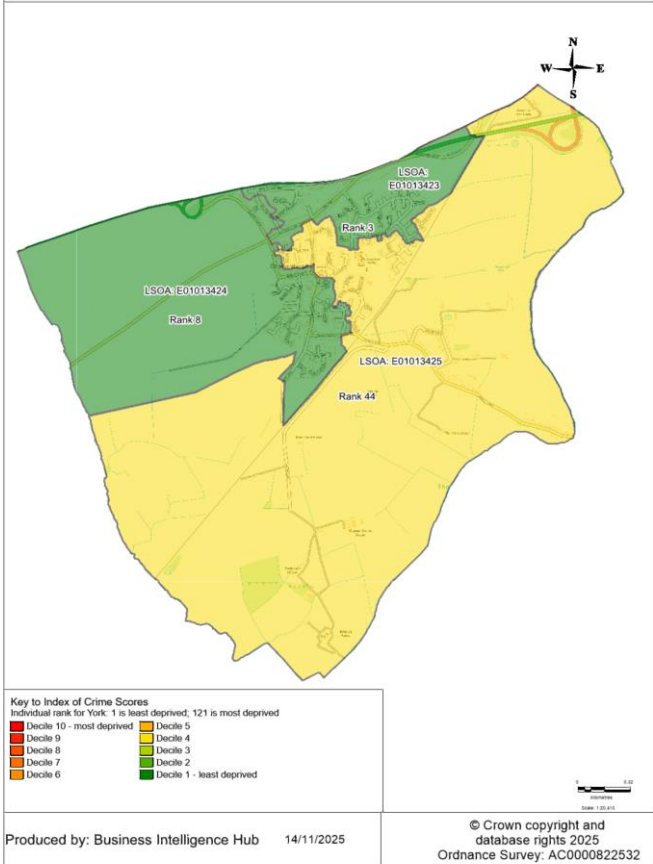 N
W E
S
LSOA:
E01013423
Rank 3
LSOA: E01013424
Rank 8
LSOA: E01013425
Rank 44
Key to Index of Crime Scores
Individual rank for York: 1 is least deprived; 121 is most deprived
Decile 10 - most deprived
Decile 9
Decile 8
Decile 7
Decile 6
Decile 5
Decile 4
Decile 3
Decile 2
Decile 1 - least deprived
kilometres
Produced by: Business Intelligence Hub 14/11/2025
© Crown copyright and
database rights 2025
Ordnance Survey: AC0000822532